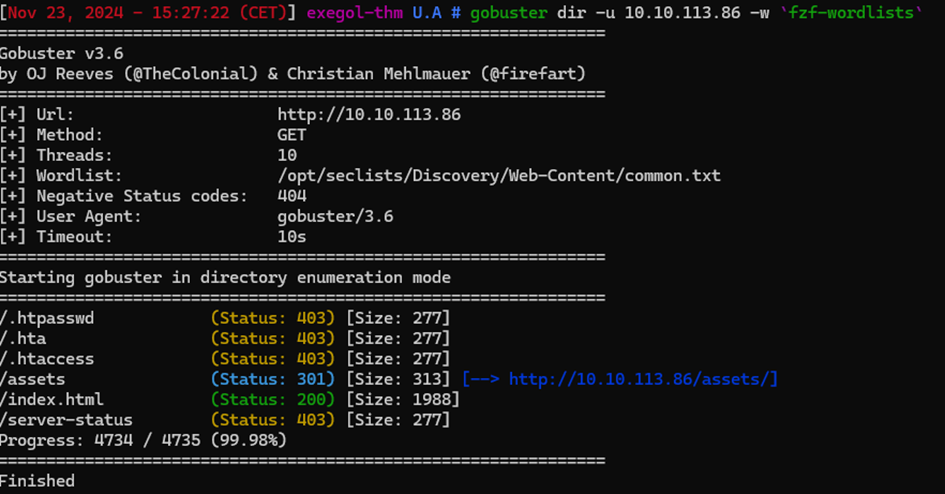 [Nov 23, 2024 - 15:27:22 (CET)] exegol-thm U.A # gobuster dir -u 10.10.113.86 -w `fzf-wordlists`
===============================================================
Gobuster v3.6
by OJ Reeves (@TheColonial) & Christian Mehlmauer (@firefart)
===============================================================
[+] Url:                     http://10.10.113.86
[+] Method:                  GET
[+] Threads:                 10
[+] Wordlist:                /opt/seclists/Discovery/Web-Content/common.txt
[+] Negative Status codes:   404
[+] User Agent:              gobuster/3.6
[+] Timeout:                 10s
===============================================================
Starting gobuster in directory enumeration mode
===============================================================
/.htpasswd            (Status: 403) [Size: 277]
/.hta                 (Status: 403) [Size: 277]
/.htaccess            (Status: 403) [Size: 277]
/assets               (Status: 301) [Size: 313] [--> http://10.10.113.86/assets/]
/index.html           (Status: 200) [Size: 1988]
/server-status        (Status: 403) [Size: 277]
Progress: 4734 / 4735 (99.98%)
===============================================================
Finished